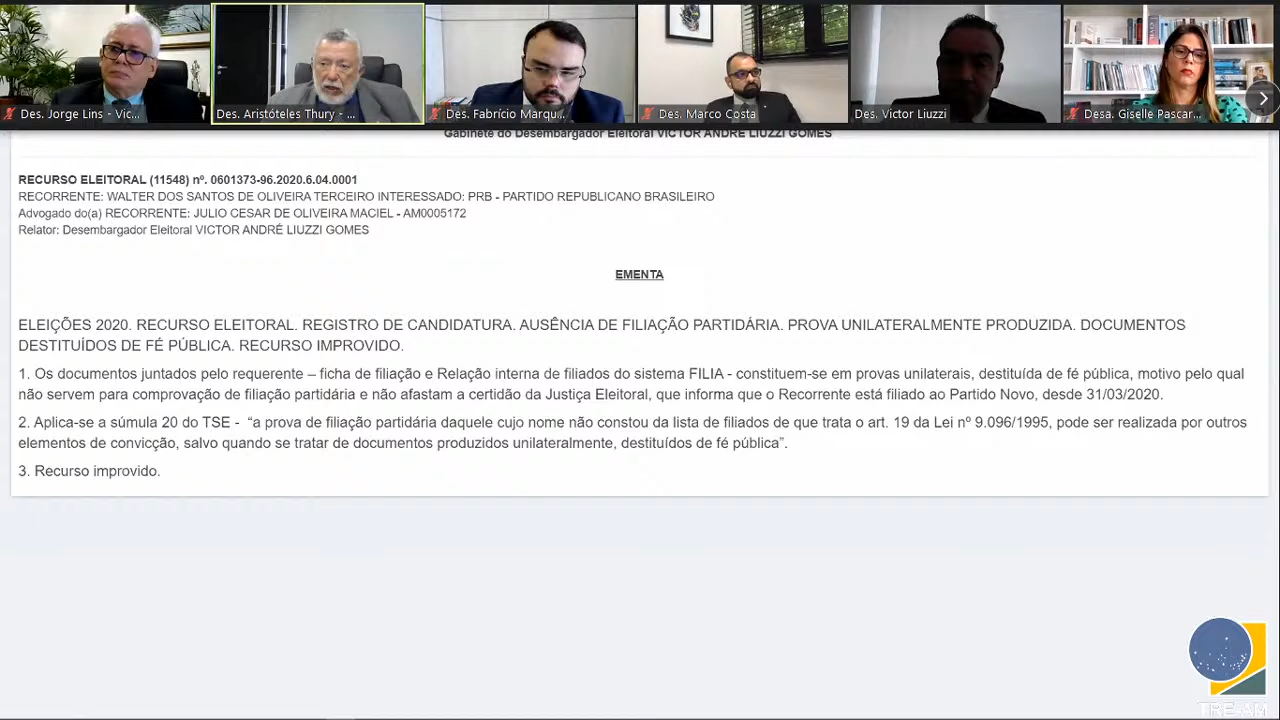 Des. Jorge Lins - Vic...
Des. Aristóteles Thury - ...
Des. Fabrício Marqu...
Des. Marco Costa
Des. Victor Liuzzi
Desa. Giselle Pascar...
Gabinete do Desembargador Eleitoral VICTOR ANDRÉ LIUZZI GOMES
RECURSO ELEITORAL (11548) nº. 0601373-96.2020.6.04.0001
RECORRENTE: WALTER DOS SANTOS DE OLIVEIRA TERCEIRO INTERESSADO: PRB - PARTIDO REPUBLICANO BRASILEIRO
Advogado do(a) RECORRENTE: JULIO CESAR DE OLIVEIRA MACIEL - AM0005172
Relator: Desembargador Eleitoral VICTOR ANDRÉ LIUZZI GOMES
EMENTA
ELEIÇÕES 2020. RECURSO ELEITORAL. REGISTRO DE CANDIDATURA. AUSÊNCIA DE FILIAÇÃO PARTIDÁRIA. PROVA UNILATERALMENTE PRODUZIDA. DOCUMENTOS
DESTITUÍDOS DE FÉ PÚBLICA. RECURSO IMPROVIDO.
1. Os documentos juntados pelo requerente – ficha de filiação e Relação interna de filiados do sistema FILIA - constituem-se em provas unilaterais, destituída de fé pública, motivo pelo qual
não servem para comprovação de filiação partidária e não afastam a certidão da Justiça Eleitoral, que informa que o Recorrente está filiado ao Partido Novo, desde 31/03/2020.
2. Aplica-se a súmula 20 do TSE - “a prova de filiação partidária daquele cujo nome não constou da lista de filiados de que trata o art. 19 da Lei nº 9.096/1995, pode ser realizada por outros
elementos de convicção, salvo quando se tratar de documentos produzidos unilateralmente, destituídos de fé pública”.
3. Recurso improvido.
TRE-AM